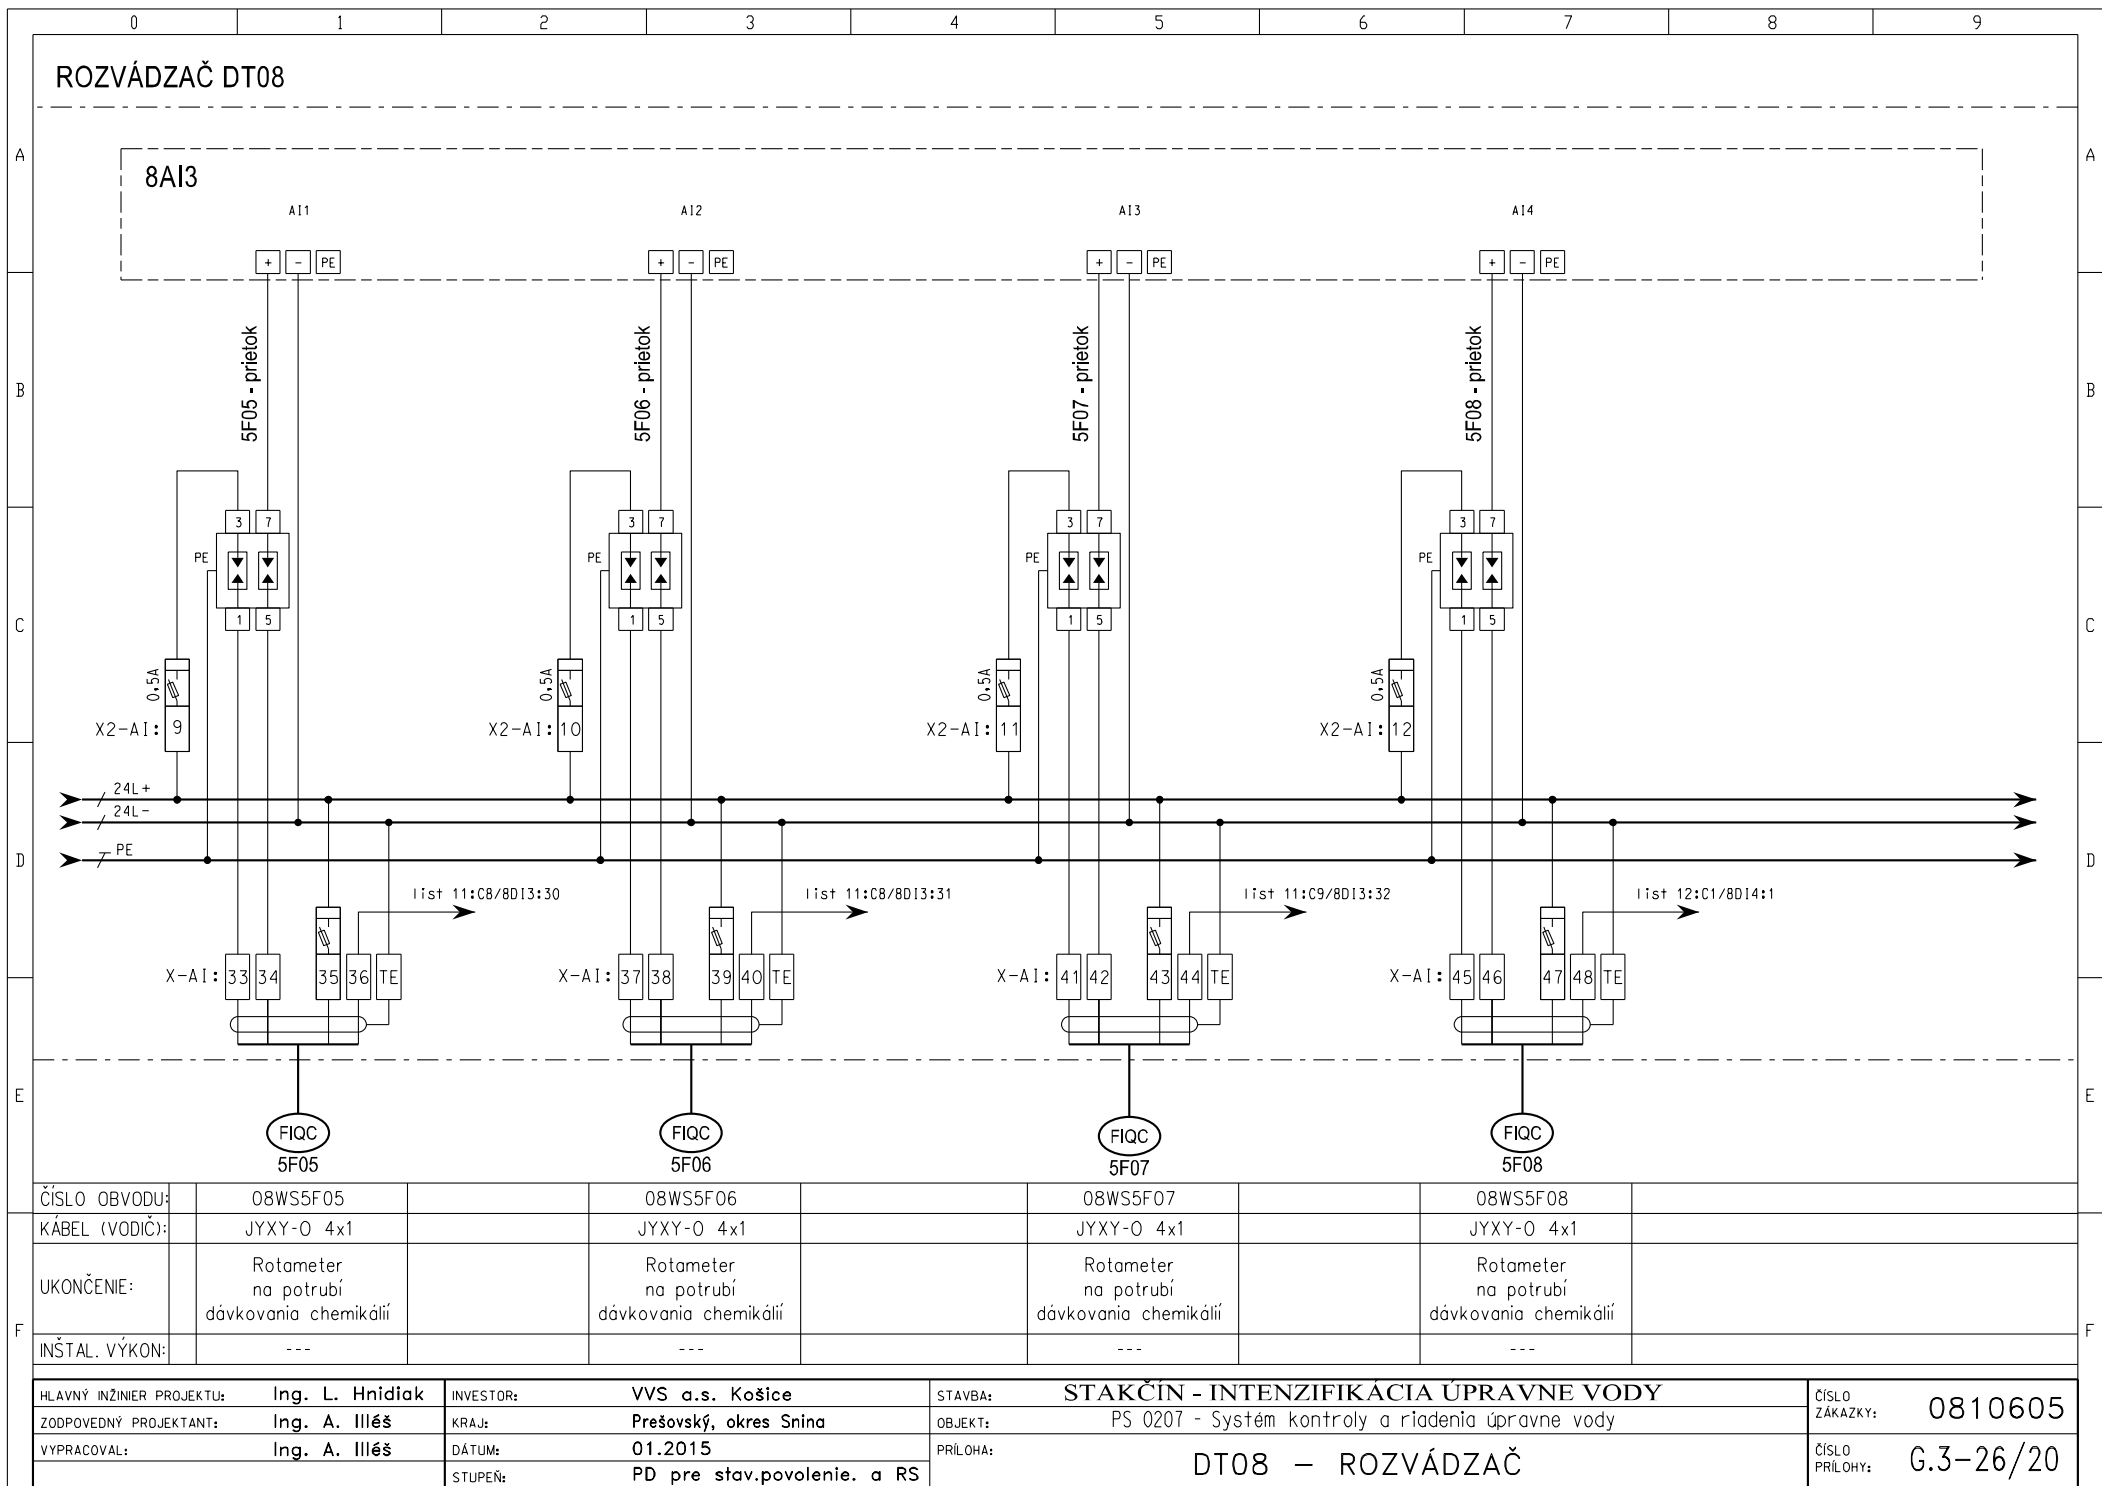 0 1 2 3 4 5 6 7 8 9
ROZVÁDZAČ DT08
A A
8AI3
AI1 AI2 AI3 AI4
+ - PE + - PE + - PE + - PE
5F05 - prietok 5F06 - prietok 5F07 - prietok 5F08 - prietok
B B
3 7 3 7 3 7 3 7
PE PE PE PE
1 5 1 5 1 5 1 5
C C
0,5A 0,5A 0,5A 0,5A
X2-AI: 9 X2-AI: 10 X2-AI: 11 X2-AI: 12
24L+
24L-
PE
D D
list 11:C8/8DI3:30 list 11:C8/8DI3:31 list 11:C9/8DI3:32 list 12:C1/8DI4:1
X-AI: 33 34 35 36 TE X-AI: 37 38 39 40 TE X-AI: 41 42 43 44 TE X-AI: 45 46 47 48 TE
E E
FIQC FIQC FIQC FIQC
5F05 5F06 5F07 5F08
ČÍSLO OBVODU: 08WS5F05 08WS5F06 08WS5F07 08WS5F08
KÁBEL (VODIČ): JYXY-O 4x1 JYXY-O 4x1 JYXY-O 4x1 JYXY-O 4x1
UKONČENIE:
Rotameter Rotameter Rotameter Rotameter
na potrubí na potrubí na potrubí na potrubí
dávkovania chemikálií dávkovania chemikálií dávkovania chemikálií dávkovania chemikálií
F F
INŠTAL. VÝKON: --- --- --- ---
HLAVNÝ INŽINIER PROJEKTU: Ing. L. Hnidiak INVESTOR: VVS a.s. Košice STAVBA: STAKČÍN - INTENZIFIKÁCIA ÚPRAVNE VODY ČÍSLO ZÁKAZKY: 0810605
ZODPOVEDNÝ PROJEKTANT: Ing. A. Illéš KRAJ: Prešovský, okres Snina OBJEKT: PS 0207 - Systém kontroly a riadenia úpravne vody
VYPRACOVAL: Ing. A. Illéš DÁTUM: 01.2015 PRÍLOHA: DT08 - ROZVÁDZAČ ČÍSLO PRÍLOHY: G.3-26/20
STUPEŇ: PD pre stav.povolenie. a RS